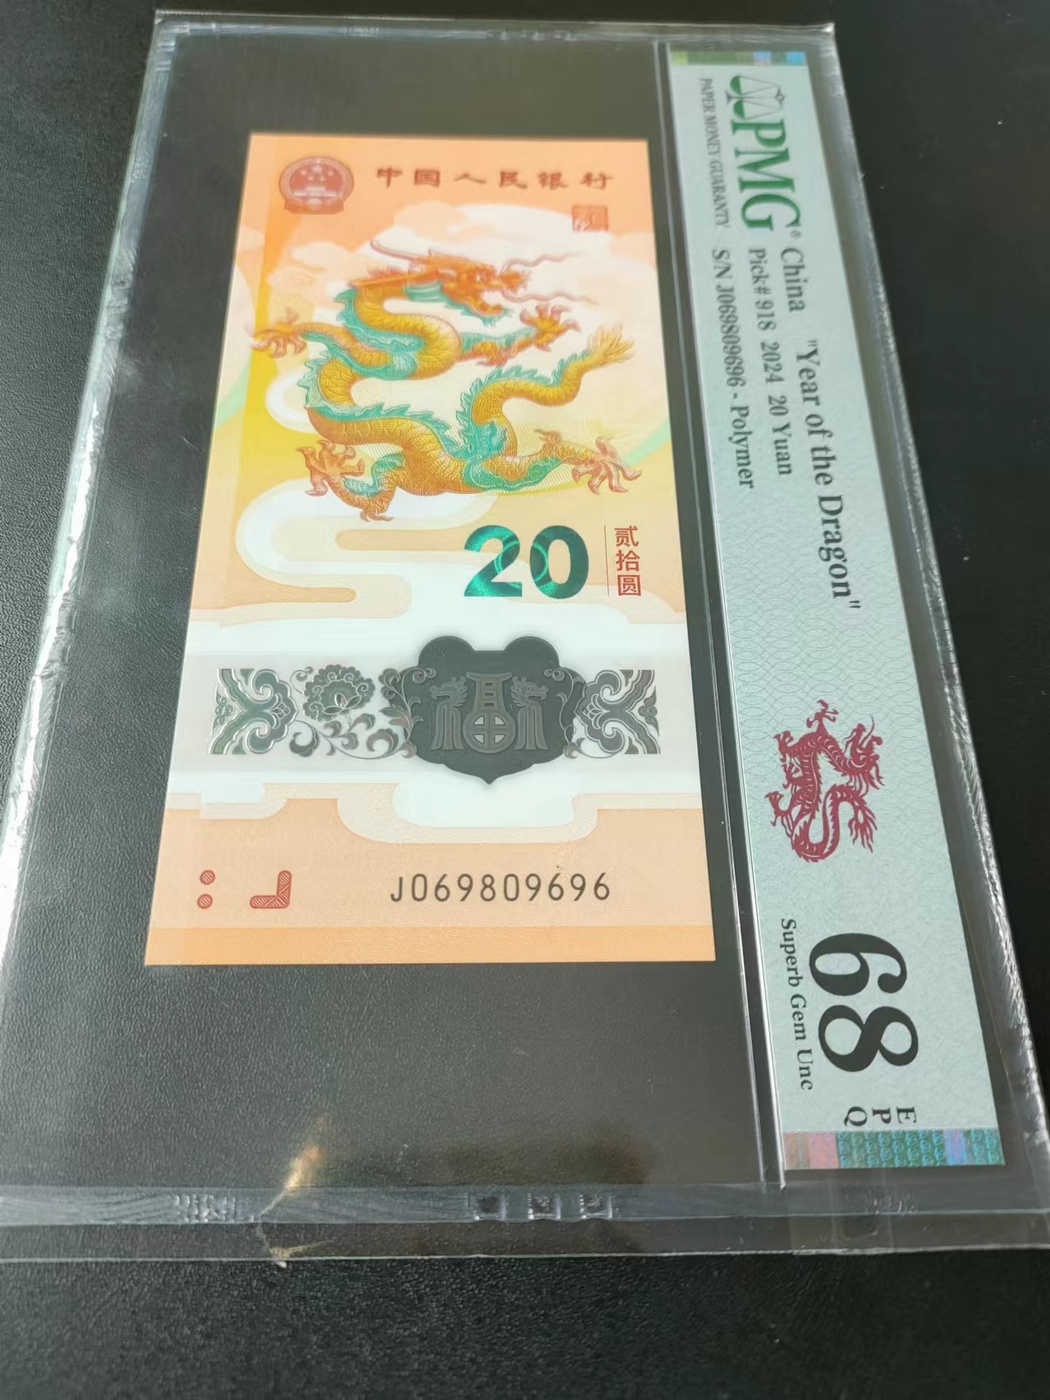 中国人民银行
20
贰拾圆
J069809696
PMG®
PAPER MONEY GUARANTY
China "Year of the Dragon"
Pick# 918 2024 20 Yuan
S/N J069809696 - Polymer
68
Superb Gem Unc
E
P
Q